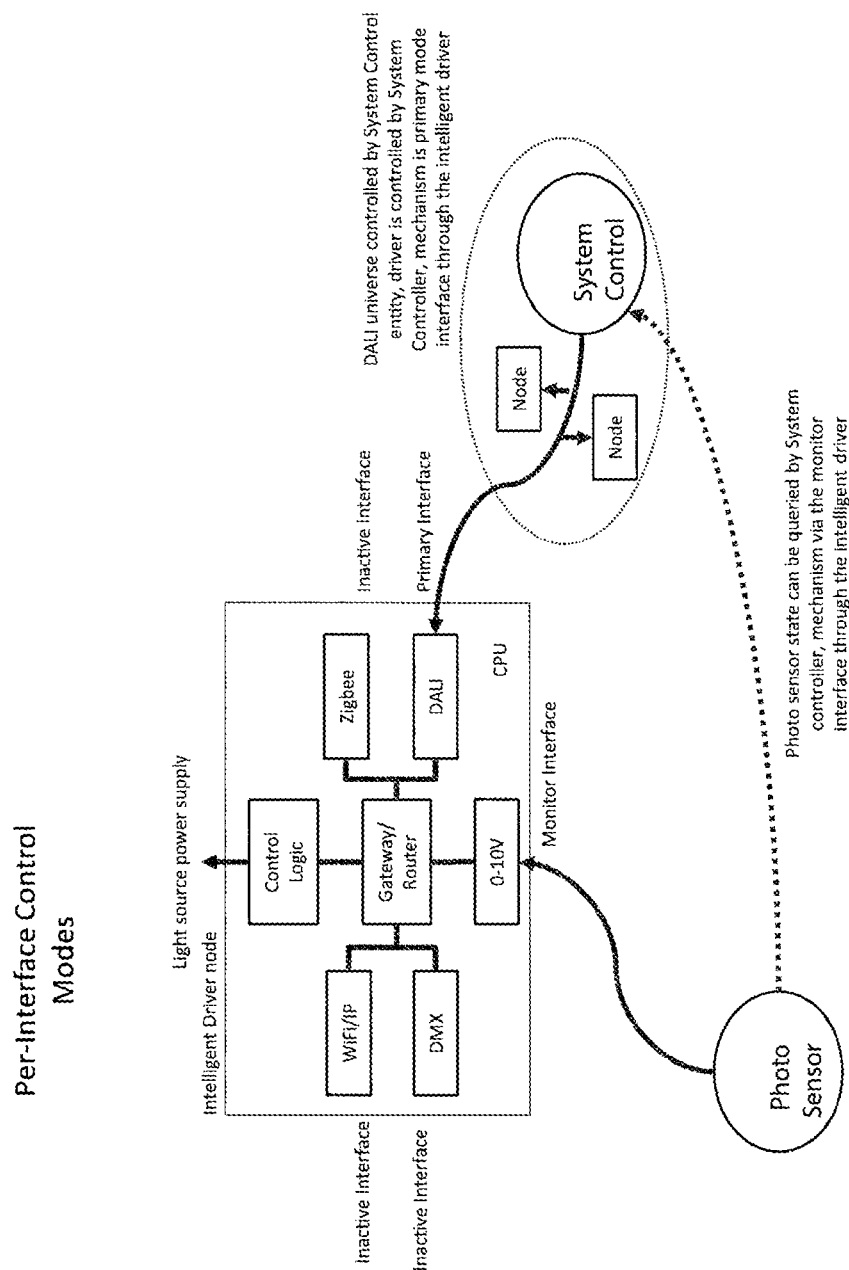 Per-Interface Control
Modes
Light source power supply
Intelligent Driver node
Inactive Interface
Inactive Interface
WiFi/IP
DMX
Control
Logic
Gateway/
Router
0-10V
Zigbee
DALI
CPU
Inactive Interface
Primary Interface
Monitor Interface
DALI universe controlled by System Control
entity, driver is controlled by System
Controller, mechanism is primary mode
interface through the intelligent driver
Node
Node
System
Control
Photo
Sensor
Photo sensor state can be queried by System
controller, mechanism via the monitor
interface through the intelligent driver